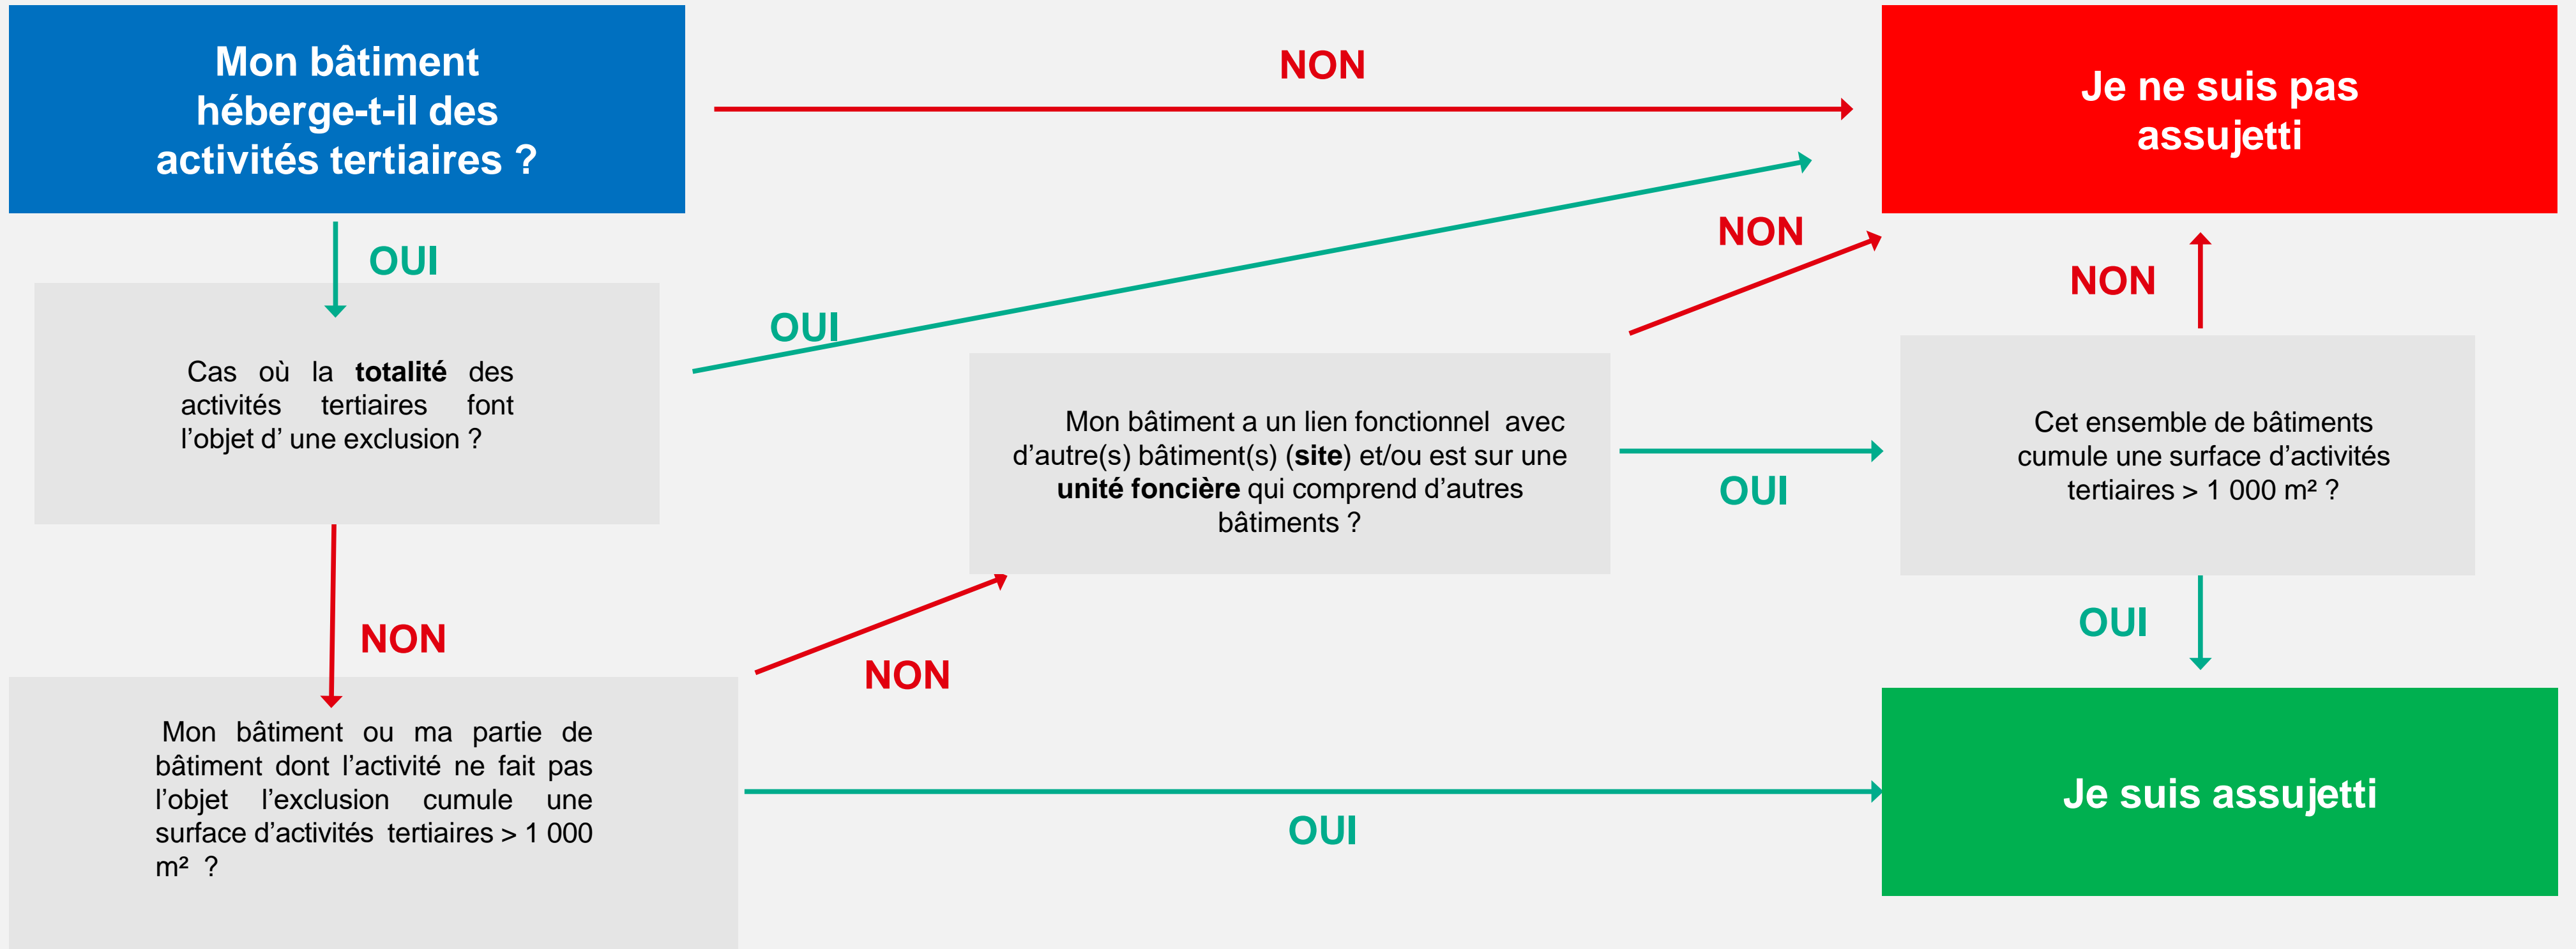 Mon bâtiment
héberge-t-il des
activités tertiaires ?
NON
Je ne suis pas
assujetti
OUI
Cas où la totalité des
activités tertiaires font
l’objet d’ une exclusion ?
OUI
NON
NON
Mon bâtiment a un lien fonctionnel avec
d’autre(s) bâtiment(s) (site) et/ou est sur une
unité foncière qui comprend d’autres
bâtiments ?
OUI
Cet ensemble de bâtiments
cumule une surface d’activités
tertiaires > 1 000 m² ?
NON
NON
OUI
Mon bâtiment ou ma partie de
bâtiment dont l’activité ne fait pas
l’objet l’exclusion cumule une
surface d’activités tertiaires > 1 000
m² ?
OUI
Je suis assujetti